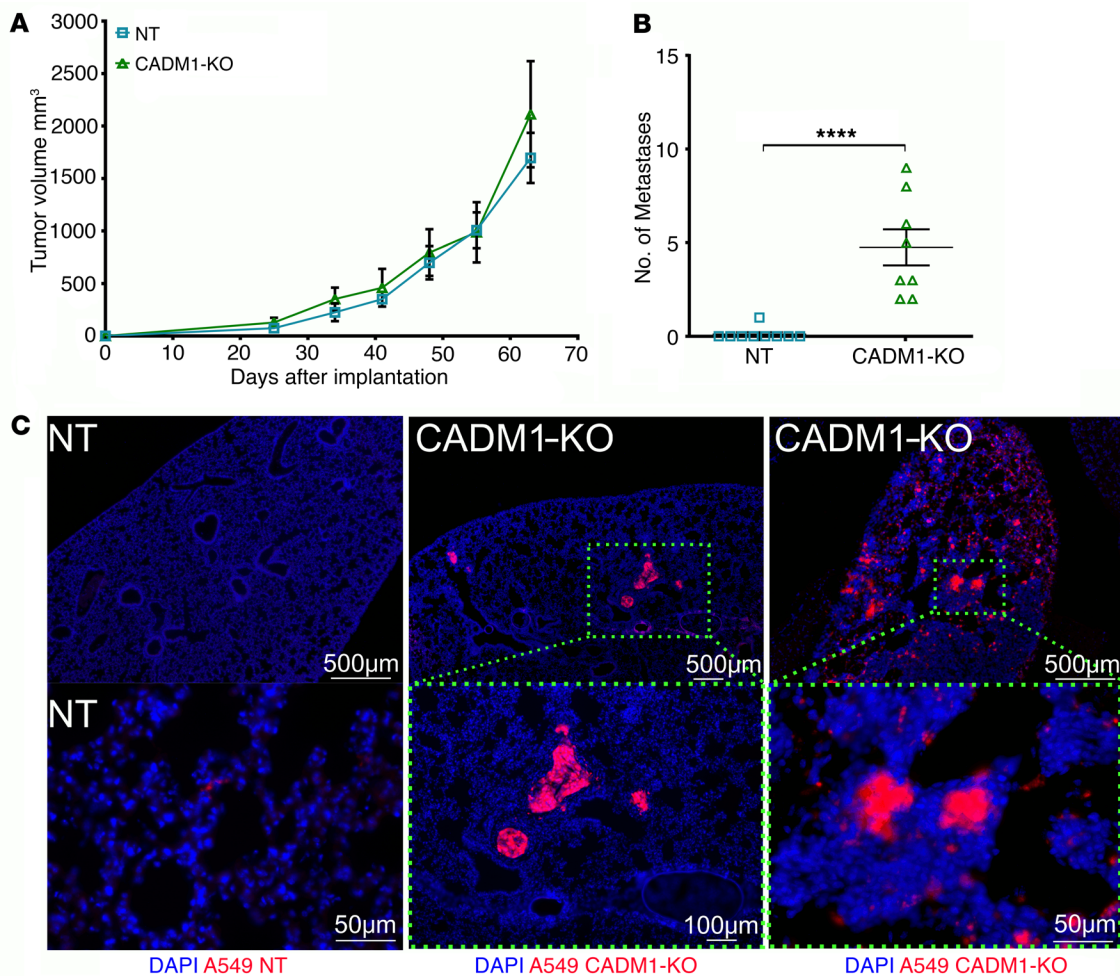 A
NT
CADM1-KO
Tumor volume mm³
3000
2500
2000
1500
1000
500
0
0 10 20 30 40 50 60 70
Days after implantation
B
No. of Metastases
15
10
5
0
****
NT CADM1-KO
C
NT
500µm
CADM1-KO
500µm
CADM1-KO
500µm
NT
50µm
100µm
50µm
DAPI A549 NT
DAPI A549 CADM1-KO
DAPI A549 CADM1-KO